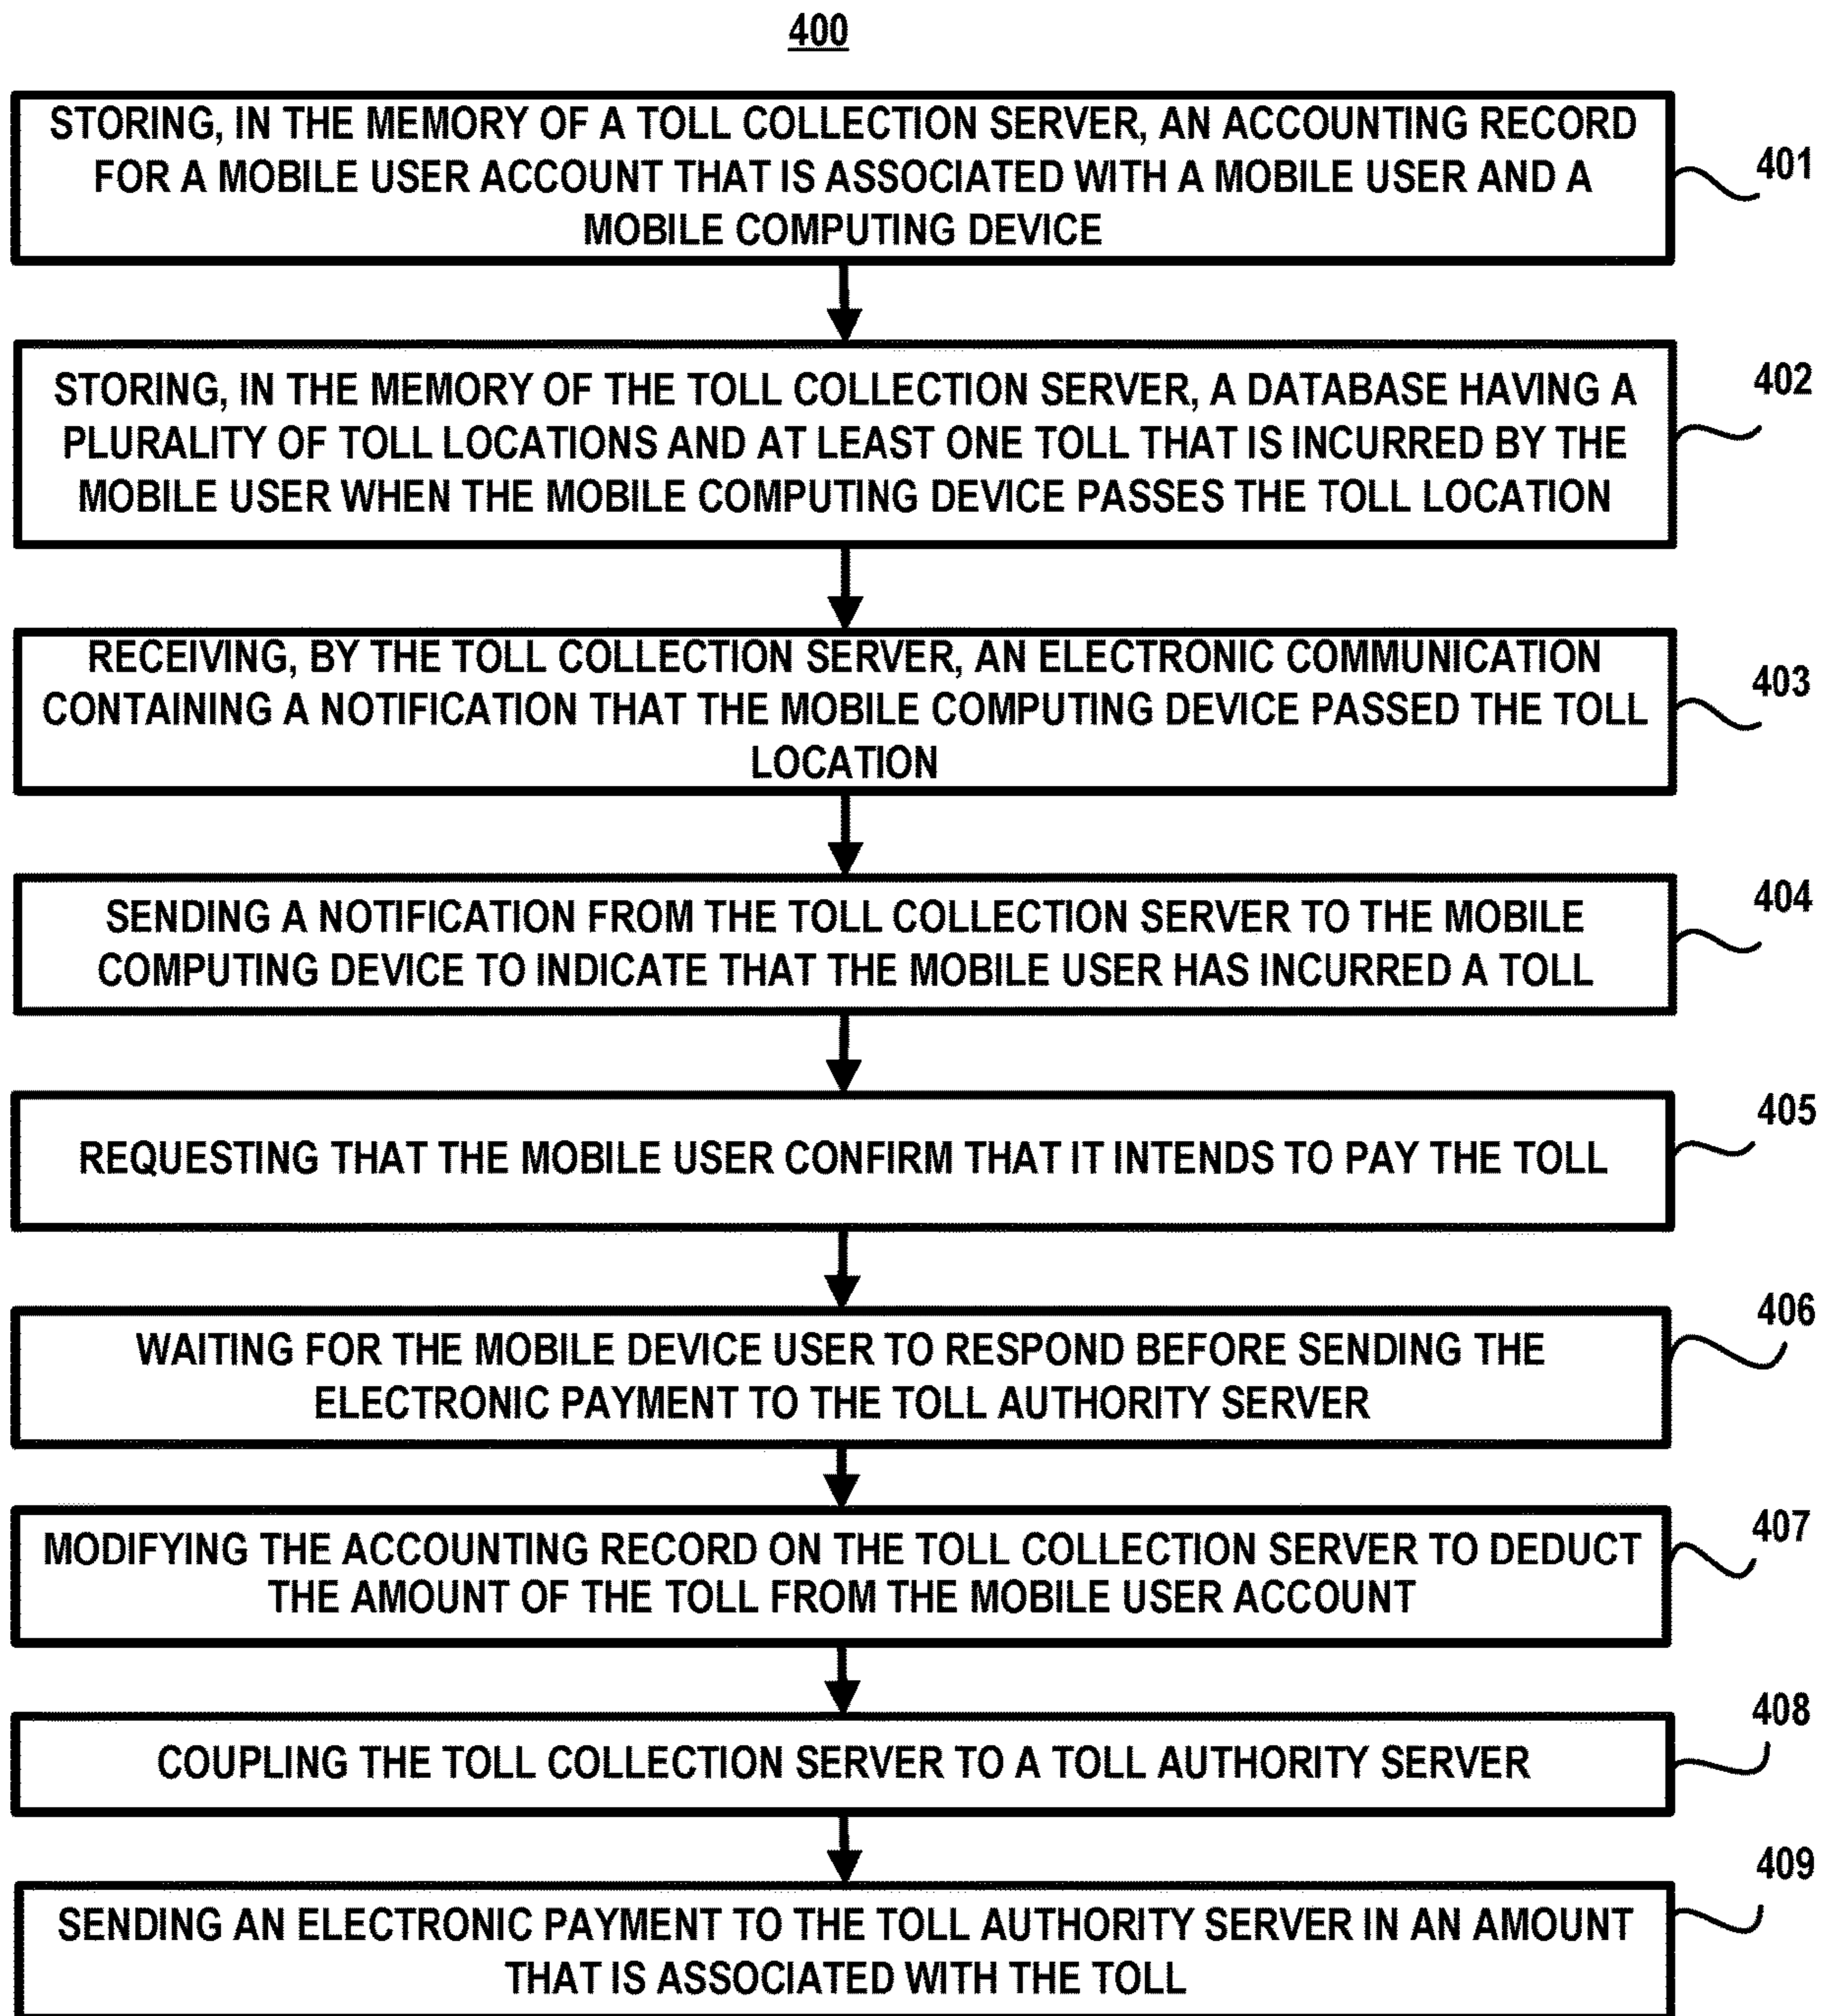 400
STORING, IN THE MEMORY OF A TOLL COLLECTION SERVER, AN ACCOUNTING RECORD
FOR A MOBILE USER ACCOUNT THAT IS ASSOCIATED WITH A MOBILE USER AND A
MOBILE COMPUTING DEVICE
401
STORING, IN THE MEMORY OF THE TOLL COLLECTION SERVER, A DATABASE HAVING A
PLURALITY OF TOLL LOCATIONS AND AT LEAST ONE TOLL THAT IS INCURRED BY THE
MOBILE USER WHEN THE MOBILE COMPUTING DEVICE PASSES THE TOLL LOCATION
402
RECEIVING, BY THE TOLL COLLECTION SERVER, AN ELECTRONIC COMMUNICATION
CONTAINING A NOTIFICATION THAT THE MOBILE COMPUTING DEVICE PASSED THE TOLL
LOCATION
403
SENDING A NOTIFICATION FROM THE TOLL COLLECTION SERVER TO THE MOBILE
COMPUTING DEVICE TO INDICATE THAT THE MOBILE USER HAS INCURRED A TOLL
404
REQUESTING THAT THE MOBILE USER CONFIRM THAT IT INTENDS TO PAY THE TOLL
405
WAITING FOR THE MOBILE DEVICE USER TO RESPOND BEFORE SENDING THE
ELECTRONIC PAYMENT TO THE TOLL AUTHORITY SERVER
406
MODIFYING THE ACCOUNTING RECORD ON THE TOLL COLLECTION SERVER TO DEDUCT
THE AMOUNT OF THE TOLL FROM THE MOBILE USER ACCOUNT
407
COUPLING THE TOLL COLLECTION SERVER TO A TOLL AUTHORITY SERVER
408
SENDING AN ELECTRONIC PAYMENT TO THE TOLL AUTHORITY SERVER IN AN AMOUNT
THAT IS ASSOCIATED WITH THE TOLL
409